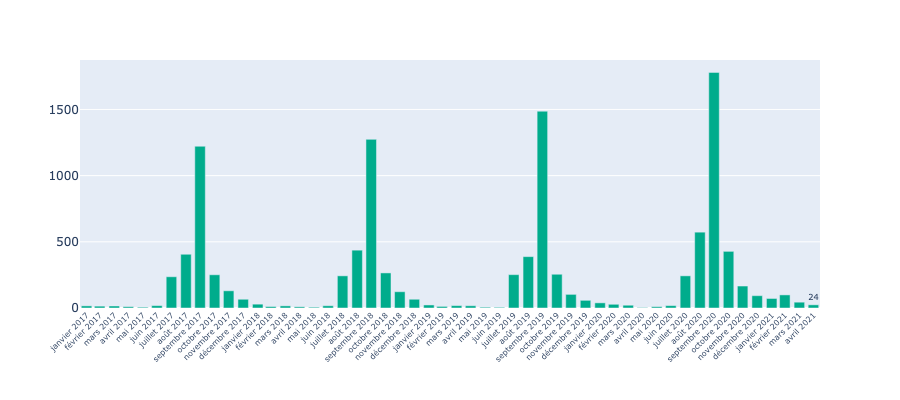 1500
1000
500
0
24
janvier 2017
février 2017
mars 2017
avril 2017
mai 2017
juin 2017
juillet 2017
août 2017
septembre 2017
octobre 2017
novembre 2017
décembre 2017
janvier 2018
février 2018
mars 2018
avril 2018
mai 2018
juin 2018
juillet 2018
août 2018
septembre 2018
octobre 2018
novembre 2018
décembre 2018
janvier 2019
février 2019
mars 2019
avril 2019
mai 2019
juin 2019
juillet 2019
août 2019
septembre 2019
octobre 2019
novembre 2019
décembre 2019
janvier 2020
février 2020
mars 2020
avril 2020
mai 2020
juin 2020
juillet 2020
août 2020
septembre 2020
octobre 2020
novembre 2020
décembre 2020
janvier 2021
février 2021
mars 2021
avril 2021